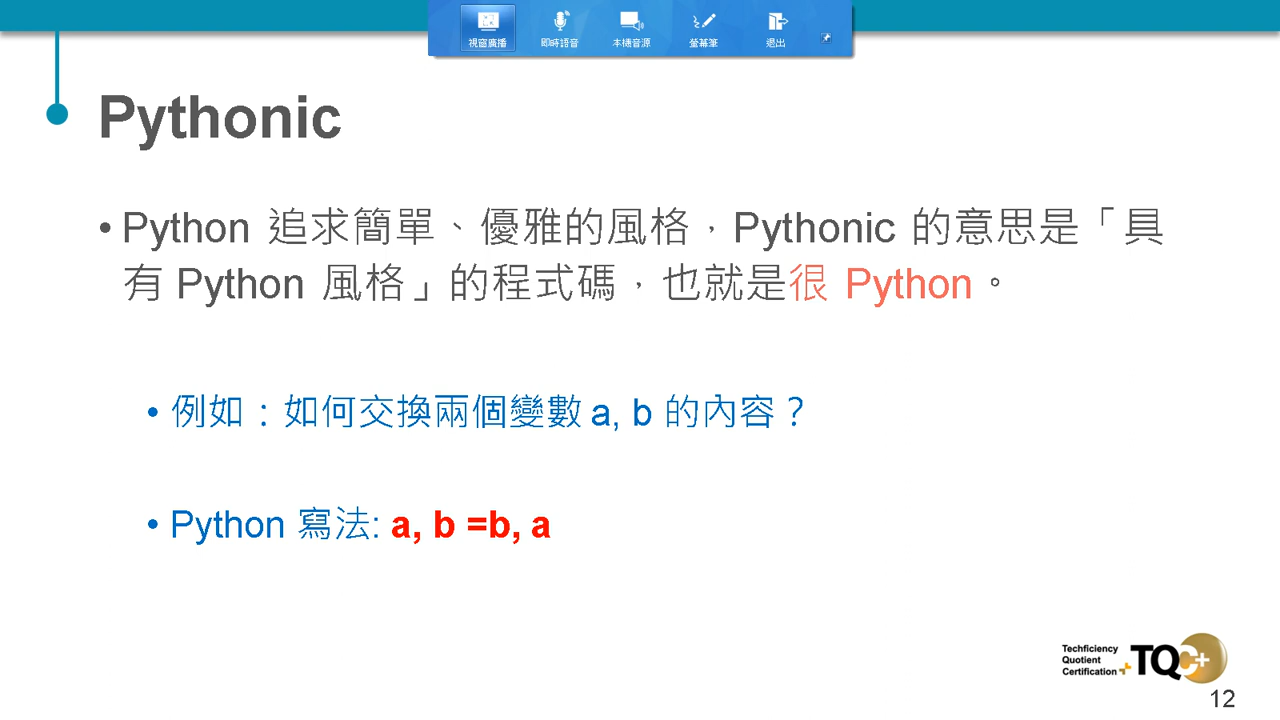 視窗廣播 即時語音 本機音源 螢幕筆 退出
Pythonic
• Python 追求簡單、優雅的風格，Pythonic 的意思是「具
有 Python 風格」的程式碼，也就是很 Python。
• 例如：如何交換兩個變數 a, b 的內容？
• Python 寫法: a, b =b, a
Techficiency
Quotient
Certification
TQC+
12